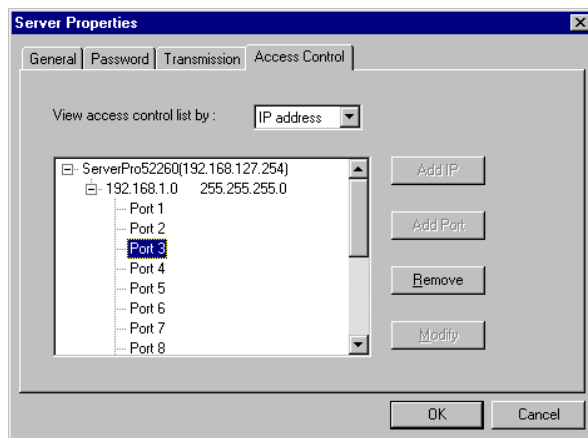 Server Properties
General Password Transmission Access Control
View access control list by : IP address
ServerPro52260(192.168.127.254)
192.168.1.0 255.255.255.0
Port 1
Port 2
Port 3
Port 4
Port 5
Port 6
Port 7
Port 8
Add IP
Add Port
Remove
Modify
OK Cancel